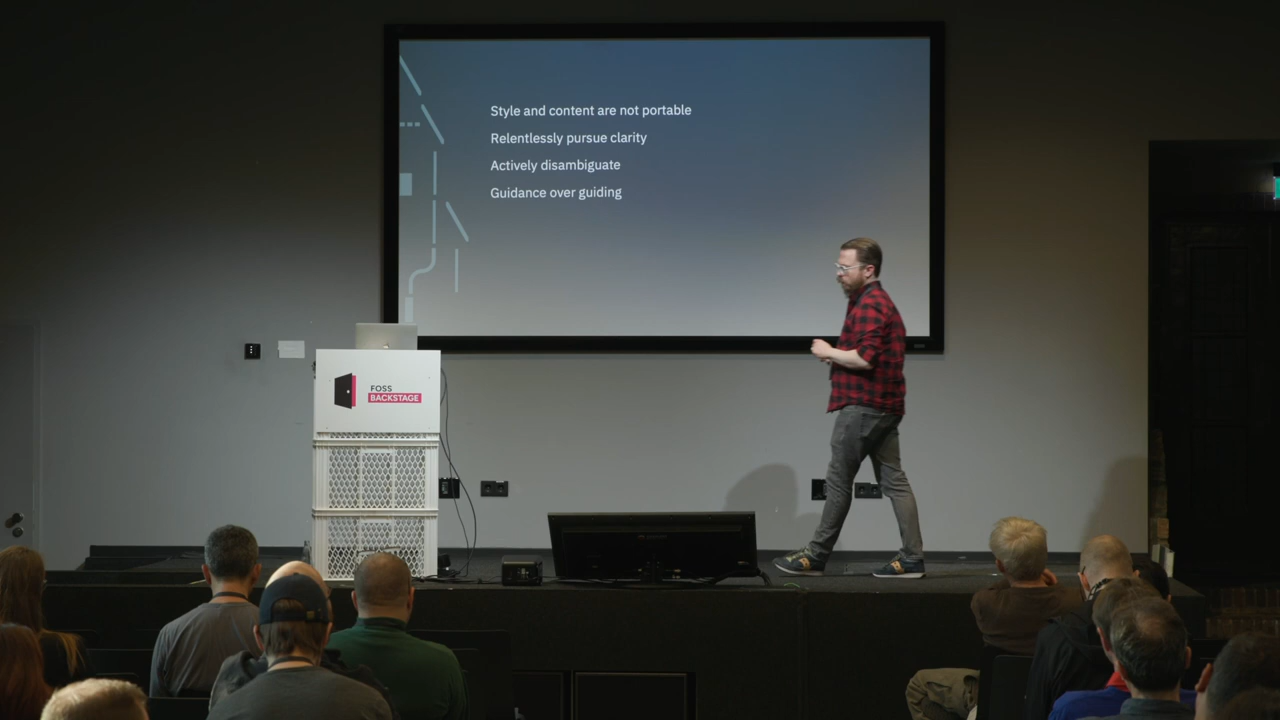 Style and content are not portable
Relentlessly pursue clarity
Actively disambiguate
Guidance over guiding
FOSS
BACKSTAGE